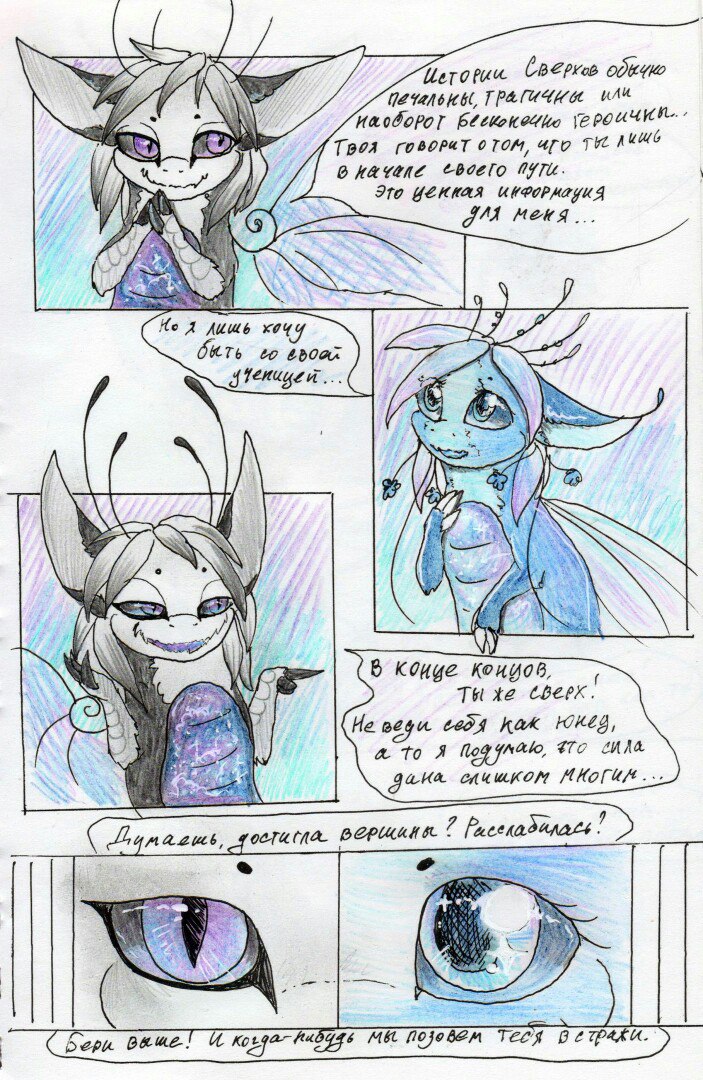 Истории Сверхов обычно
печальны, трагичны или
наоборот бесконечно героичны...
Твоя говорит о том, что ты лишь
в начале своего пути.
Это ценная информация
для меня...
Но я лишь хочу
быть со своей
ученицей...
В конце концов,
ты же сверх!
Не веди себя как юнец,
а то я подумаю, что сила
дана слишком многим...
Думаешь, достигла вершины? Расслабилась?
Бери выше! И когда-нибудь мы позовем тебя в стражи.